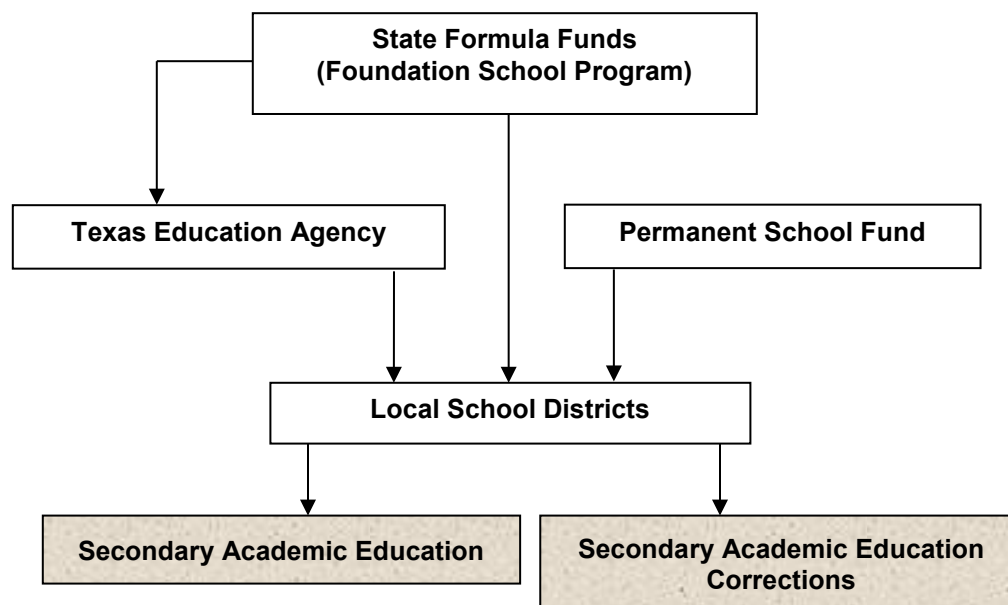 State Formula Funds
(Foundation School Program)
Texas Education Agency
Permanent School Fund
Local School Districts
Secondary Academic Education
Secondary Academic Education
Corrections